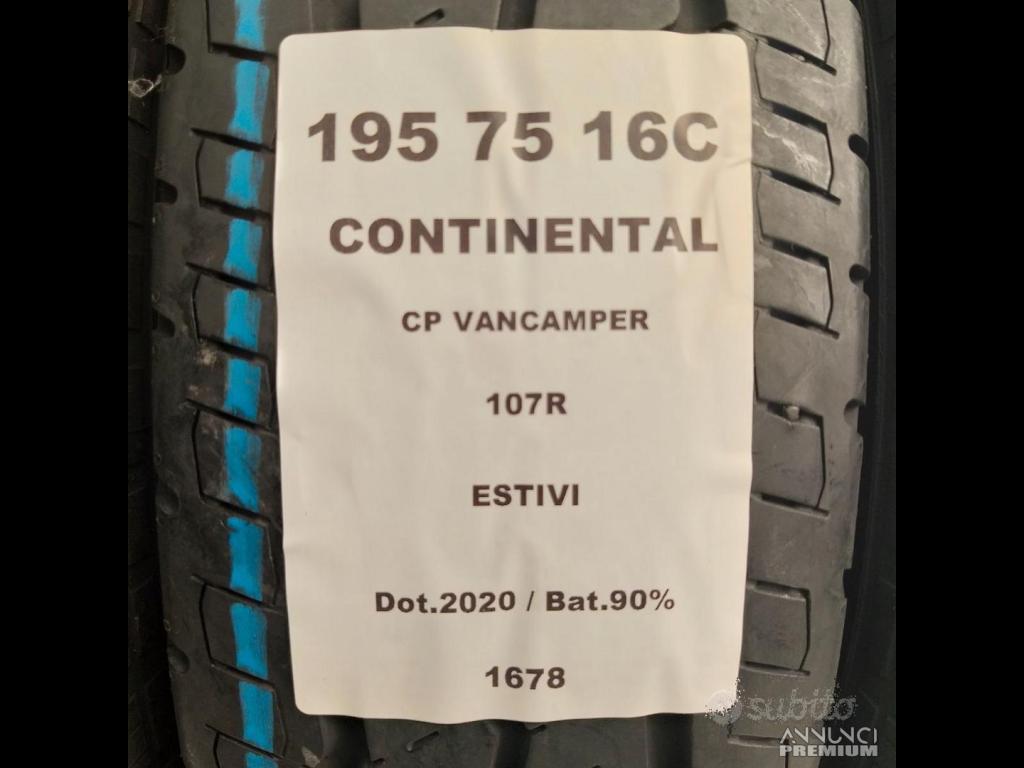 195 75 16C
CONTINENTAL
CP VANCAMPER
107R
ESTIVI
Dot.2020 / Bat.90%
1678
subito
ANNUNCI
PREMIUM